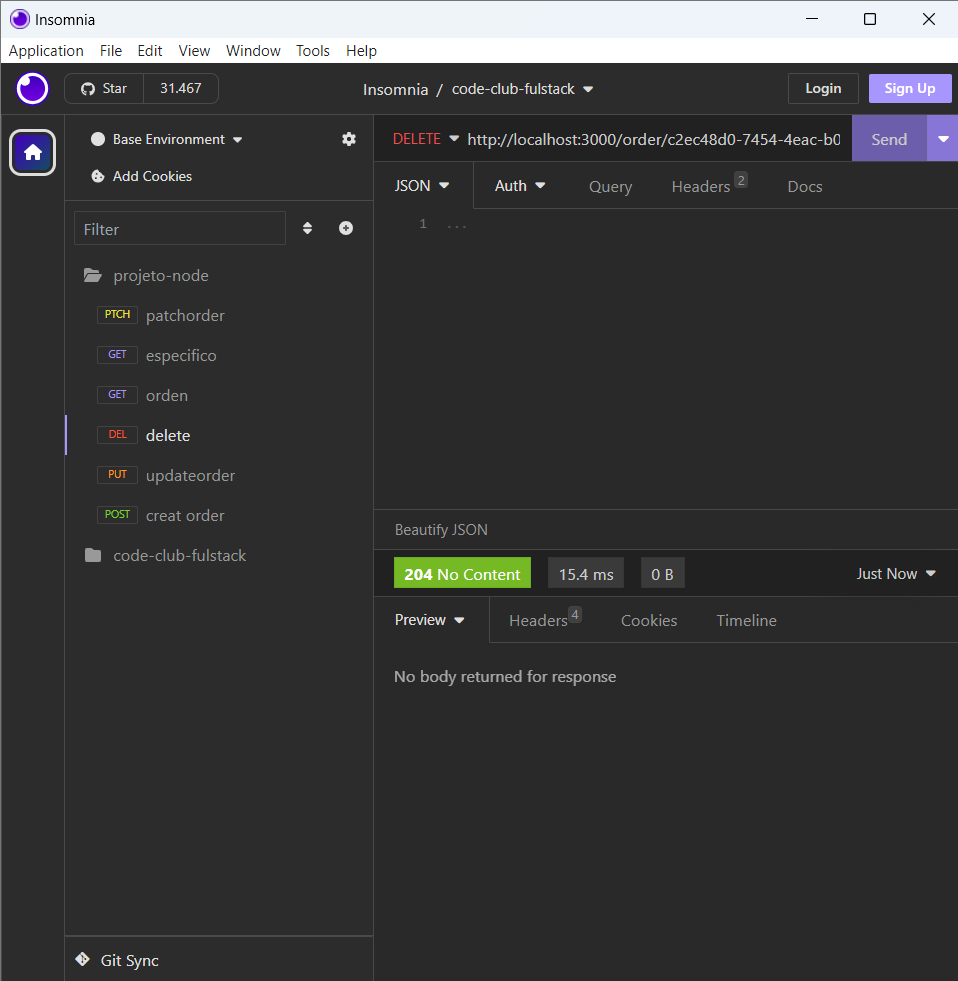 Insomnia
Application File Edit View Window Tools Help
Star 31.467
Insomnia / code-club-fulstack
Login Sign Up
Base Environment
Add Cookies
DELETE http://localhost:3000/order/c2ec48d0-7454-4eac-b0
Send
JSON Auth Query Headers 2 Docs
Filter
1 ...
projeto-node
PTCH patchorder
GET especifico
GET orden
DEL delete
PUT updateorder
POST creat order
code-club-fulstack
Beautify JSON
204 No Content 15.4 ms 0 B Just Now
Preview Headers 4 Cookies Timeline
No body returned for response
Git Sync